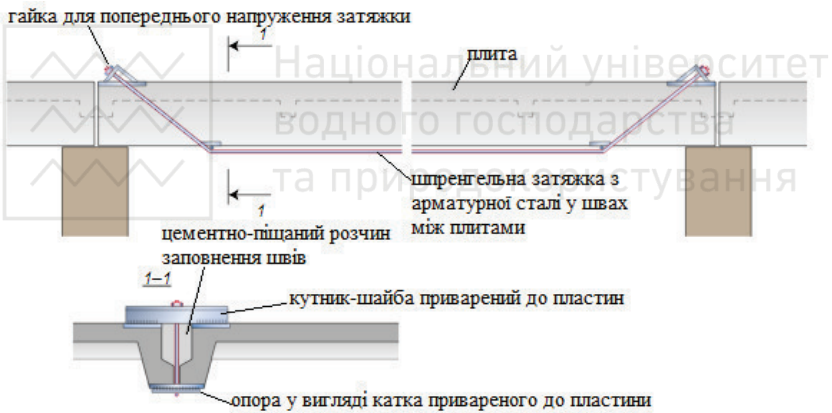 гайка для попереднього напруження затяжки
1
Національний університет
плита
водного господарства
та природокористування
шпренгельна затяжка з
арматурної сталі у швах
між плитами
1
цементно-піщаний розчин
заповнення швів
1–1
кутник-шайба приварений до пластин
опора у вигляді катка привареного до пластини